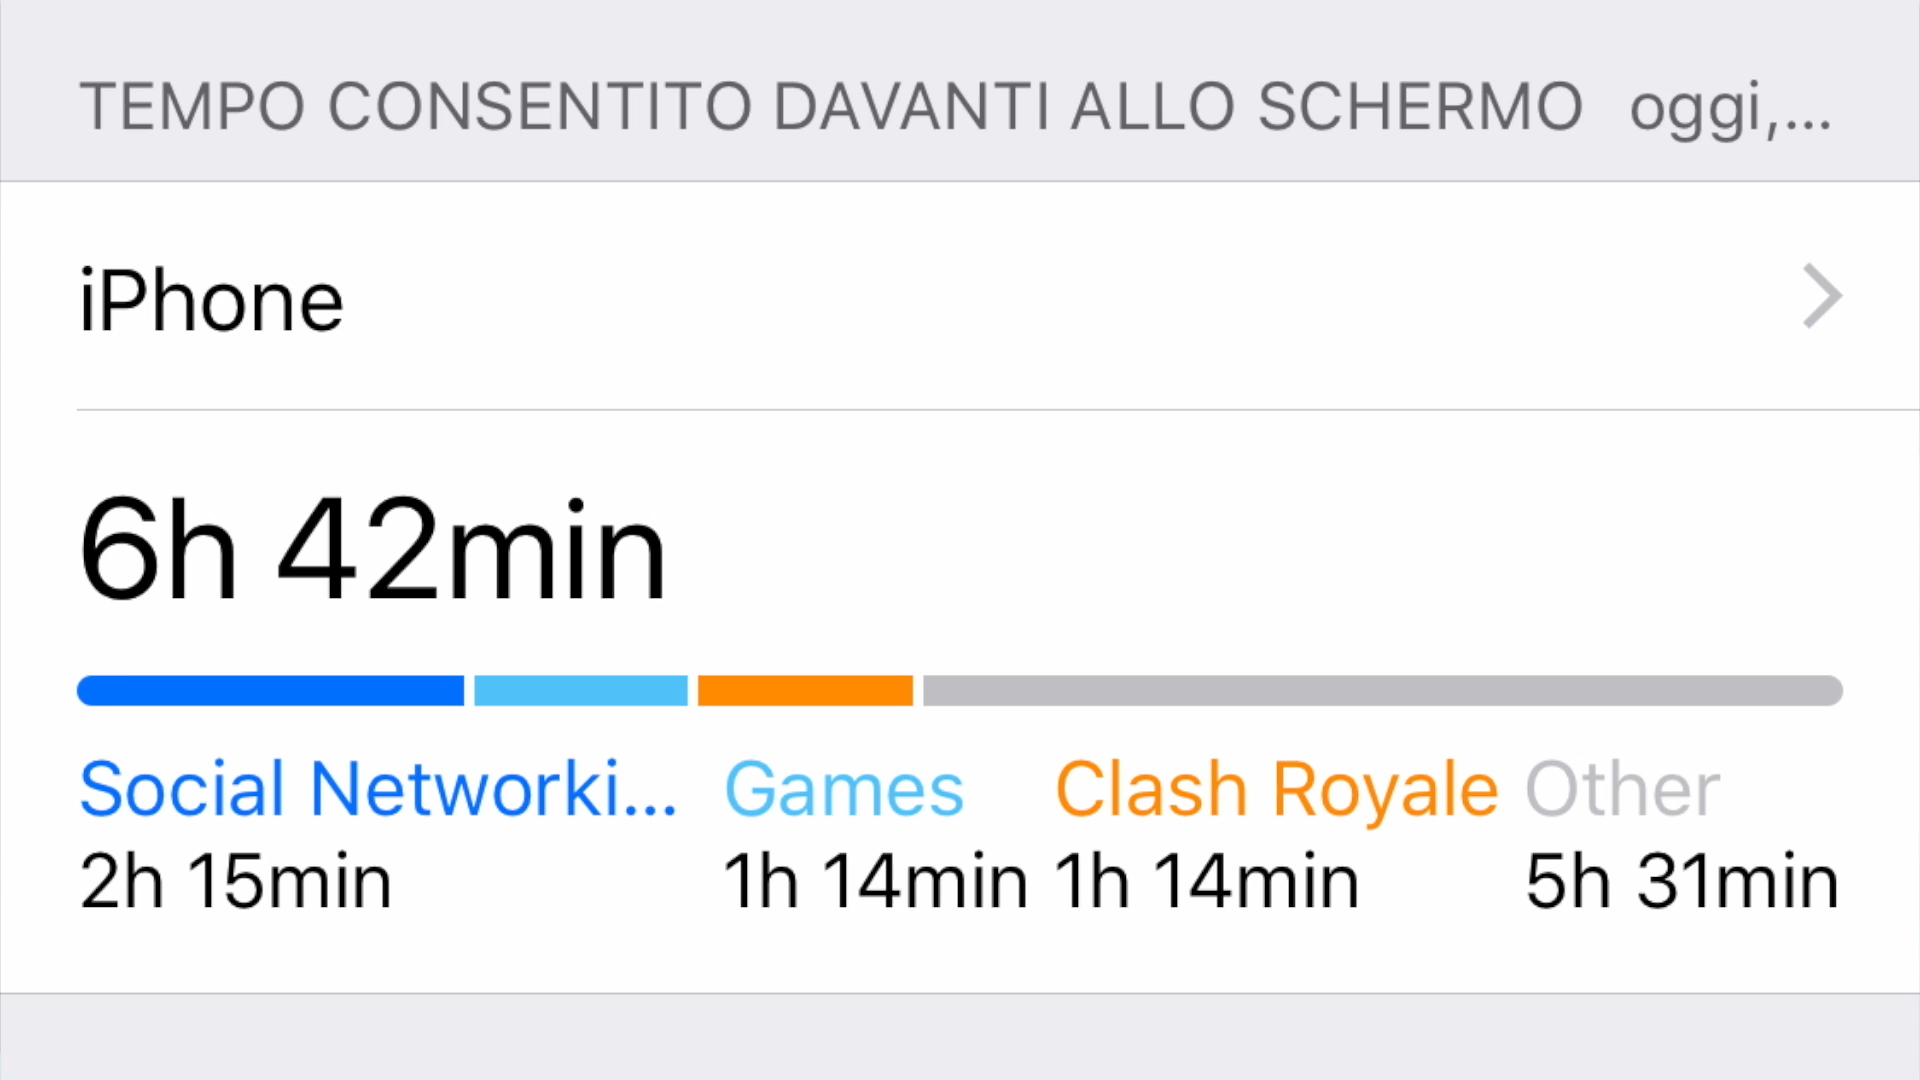 TEMPO CONSENTITO DAVANTI ALLO SCHERMO oggi,...
iPhone
6h 42min
Social Networki... Games Clash Royale Other
2h 15min 1h 14min 1h 14min 5h 31min